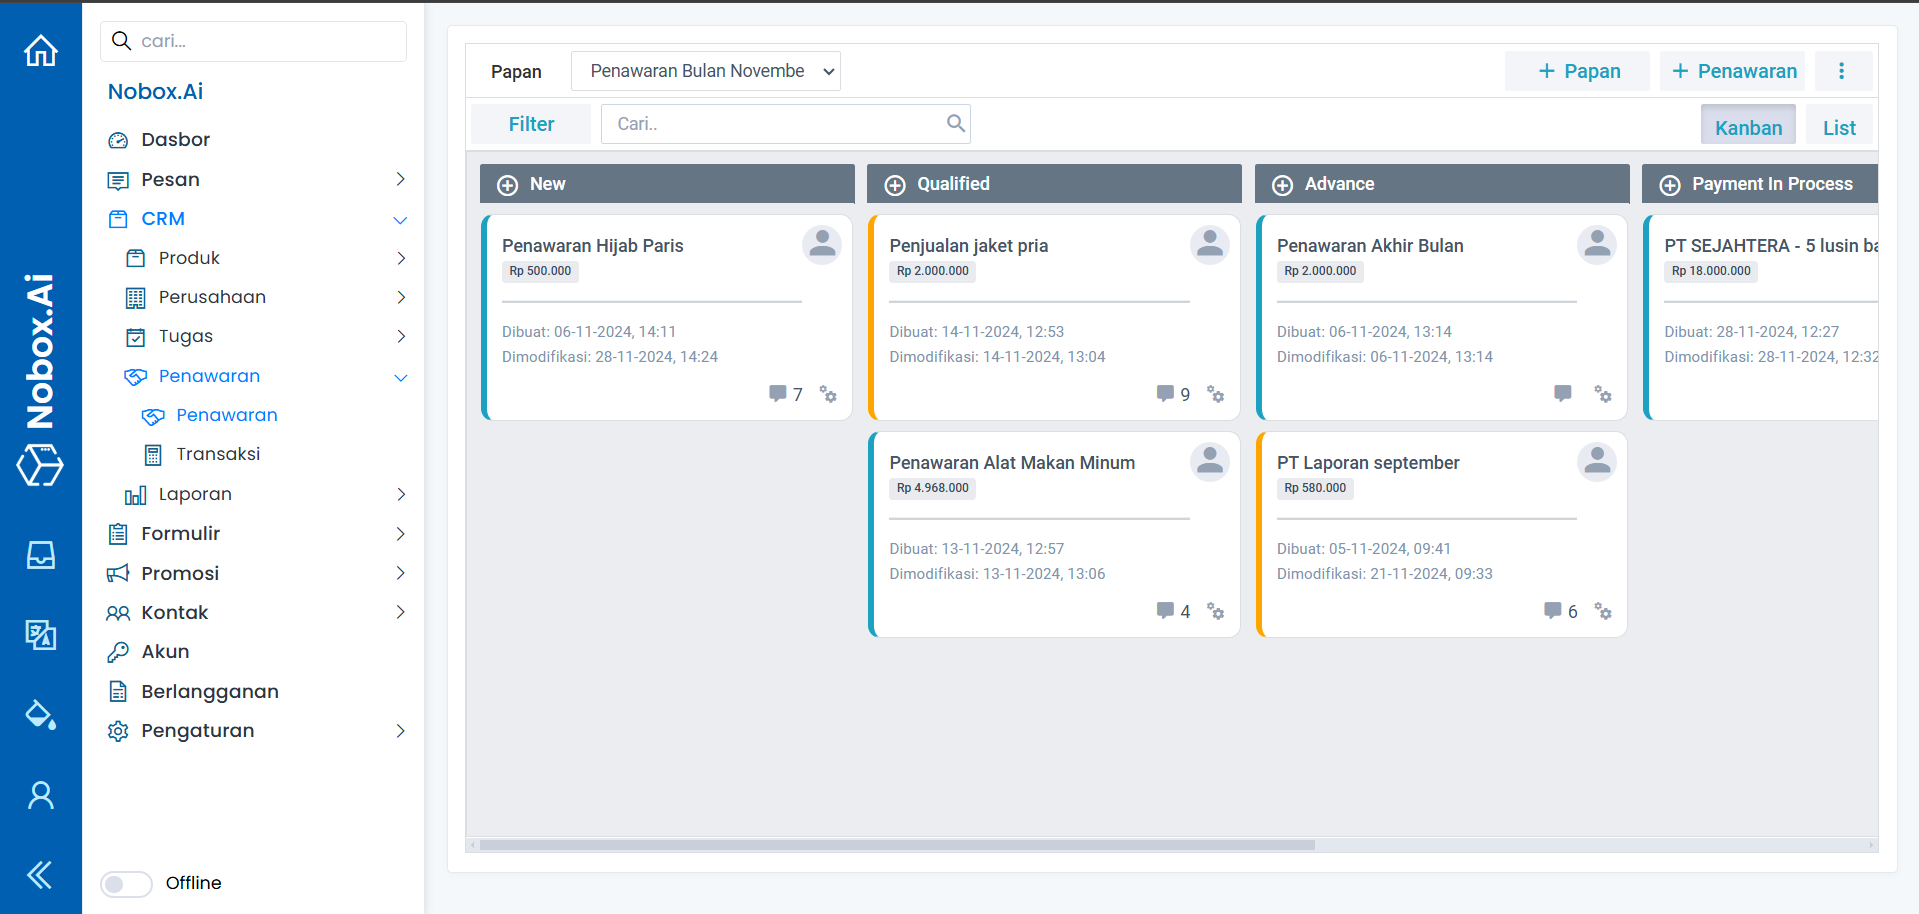 cari...
Nobox.Ai
Dasbor
Pesan
CRM
Produk
Perusahaan
Tugas
Penawaran
Penawaran
Transaksi
Laporan
Formulir
Promosi
Kontak
Akun
Berlangganan
Pengaturan
Offline
Nobox.Ai
Papan
Penawaran Bulan Novembe
+ Papan
+ Penawaran
Filter
Cari..
Kanban
List
New
Penawaran Hijab Paris
Rp 500.000
Dibuat: 06-11-2024, 14:11
Dimodifikasi: 28-11-2024, 14:24
7
Qualified
Penjualan jaket pria
Rp 2.000.000
Dibuat: 14-11-2024, 12:53
Dimodifikasi: 14-11-2024, 13:04
9
Penawaran Alat Makan Minum
Rp 4.968.000
Dibuat: 13-11-2024, 12:57
Dimodifikasi: 13-11-2024, 13:06
4
Advance
Penawaran Akhir Bulan
Rp 2.000.000
Dibuat: 06-11-2024, 13:14
Dimodifikasi: 06-11-2024, 13:14
PT Laporan september
Rp 580.000
Dibuat: 05-11-2024, 09:41
Dimodifikasi: 21-11-2024, 09:33
6
Payment In Process
PT SEJAHTERA - 5 lusin ba
Rp 18.000.000
Dibuat: 28-11-2024, 12:27
Dimodifikasi: 28-11-2024, 12:32